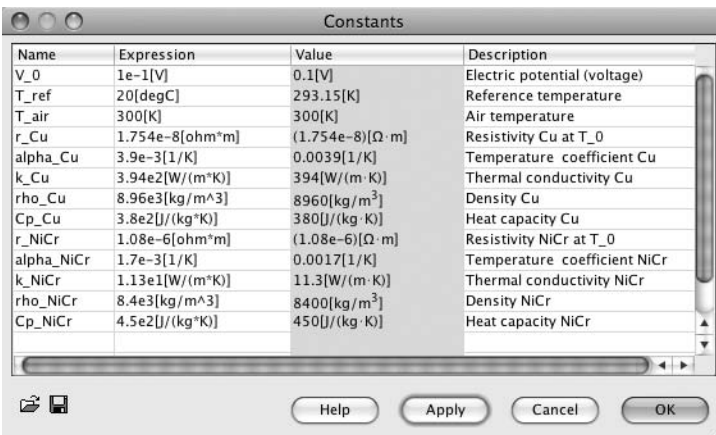 Constants
Name Expression Value Description
V_0 1e-1[V] 0.1[V] Electric potential (voltage)
T_ref 20[degC] 293.15[K] Reference temperature
T_air 300[K] 300[K] Air temperature
r_Cu 1.754e-8[ohm*m] (1.754e-8)[Ω·m] Resistivity Cu at T_0
alpha_Cu 3.9e-3[1/K] 0.0039[1/K] Temperature coefficient Cu
k_Cu 3.94e2[W/(m*K)] 394[W/(m·K)] Thermal conductivity Cu
rho_Cu 8.96e3[kg/m^3] 8960[kg/m³] Density Cu
Cp_Cu 3.8e2[J/(kg*K)] 380[J/(kg·K)] Heat capacity Cu
r_NiCr 1.08e-6[ohm*m] (1.08e-6)[Ω·m] Resistivity NiCr at T_0
alpha_NiCr 1.7e-3[1/K] 0.0017[1/K] Temperature coefficient NiCr
k_NiCr 1.13e1[W/(m*K)] 11.3[W/(m·K)] Thermal conductivity NiCr
rho_NiCr 8.4e3[kg/m^3] 8400[kg/m³] Density NiCr
Cp_NiCr 4.5e2[J/(kg*K)] 450[J/(kg·K)] Heat capacity NiCr
Help Apply Cancel OK